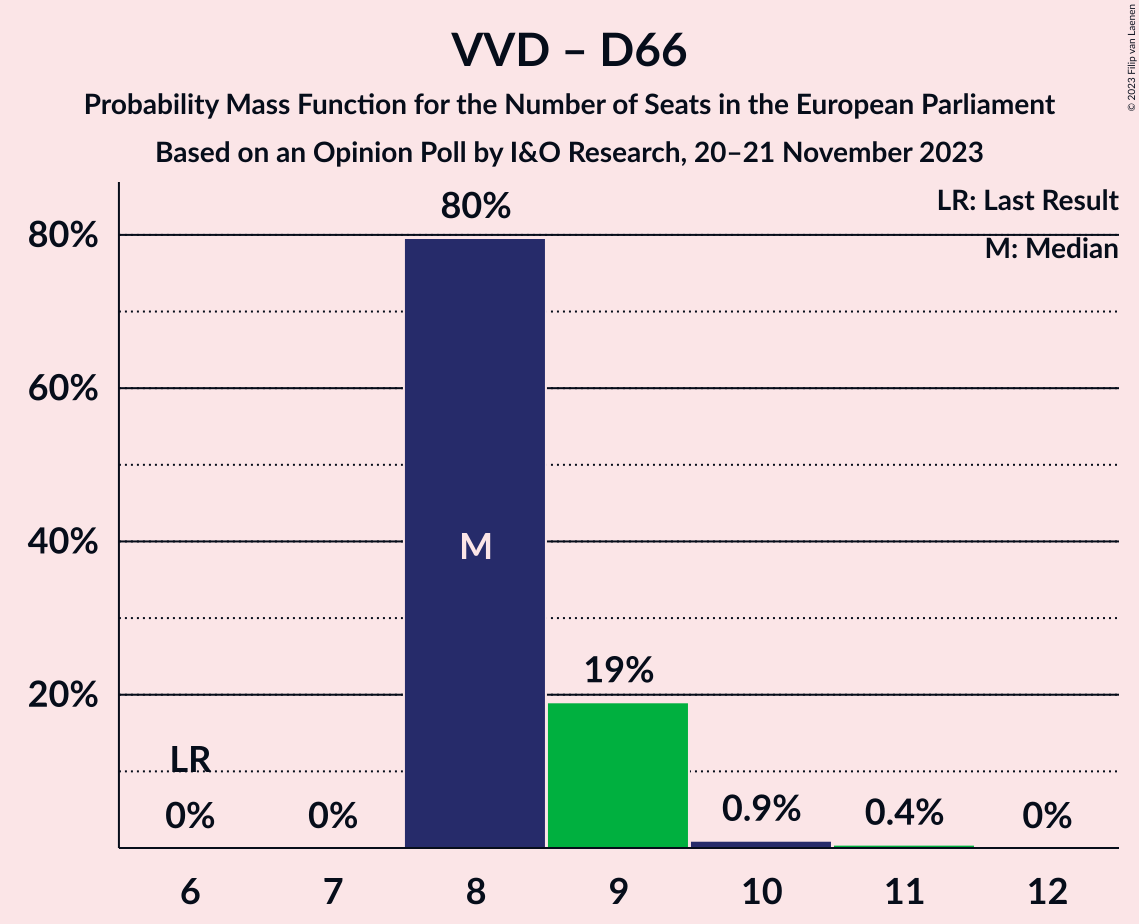 VVD – D66
Probability Mass Function for the Number of Seats in the European Parliament
Based on an Opinion Poll by I&O Research, 20–21 November 2023
© 2023 Filip van Laenen
LR: Last Result
M: Median
80%
60%
40%
20%
LR
0%
0%
80%
M
19%
0.9%
0.4%
0%
6
7
8
9
10
11
12